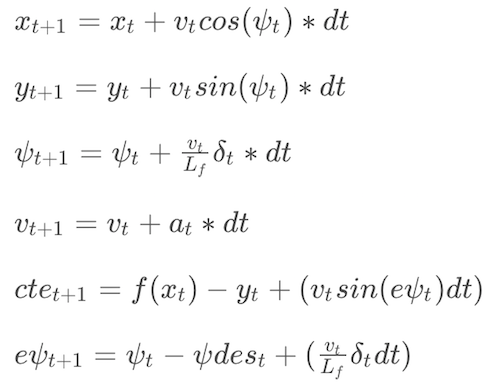 x_{t+1} = x_t + v_t cos(ψ_t) * dt
y_{t+1} = y_t + v_t sin(ψ_t) * dt
ψ_{t+1} = ψ_t + \frac{v_t}{L_f} δ_t * dt
v_{t+1} = v_t + a_t * dt
cte_{t+1} = f(x_t) - y_t + (v_t sin(eψ_t)dt)
eψ_{t+1} = ψ_t - ψdes_t + (\frac{v_t}{L_f} δ_t dt)